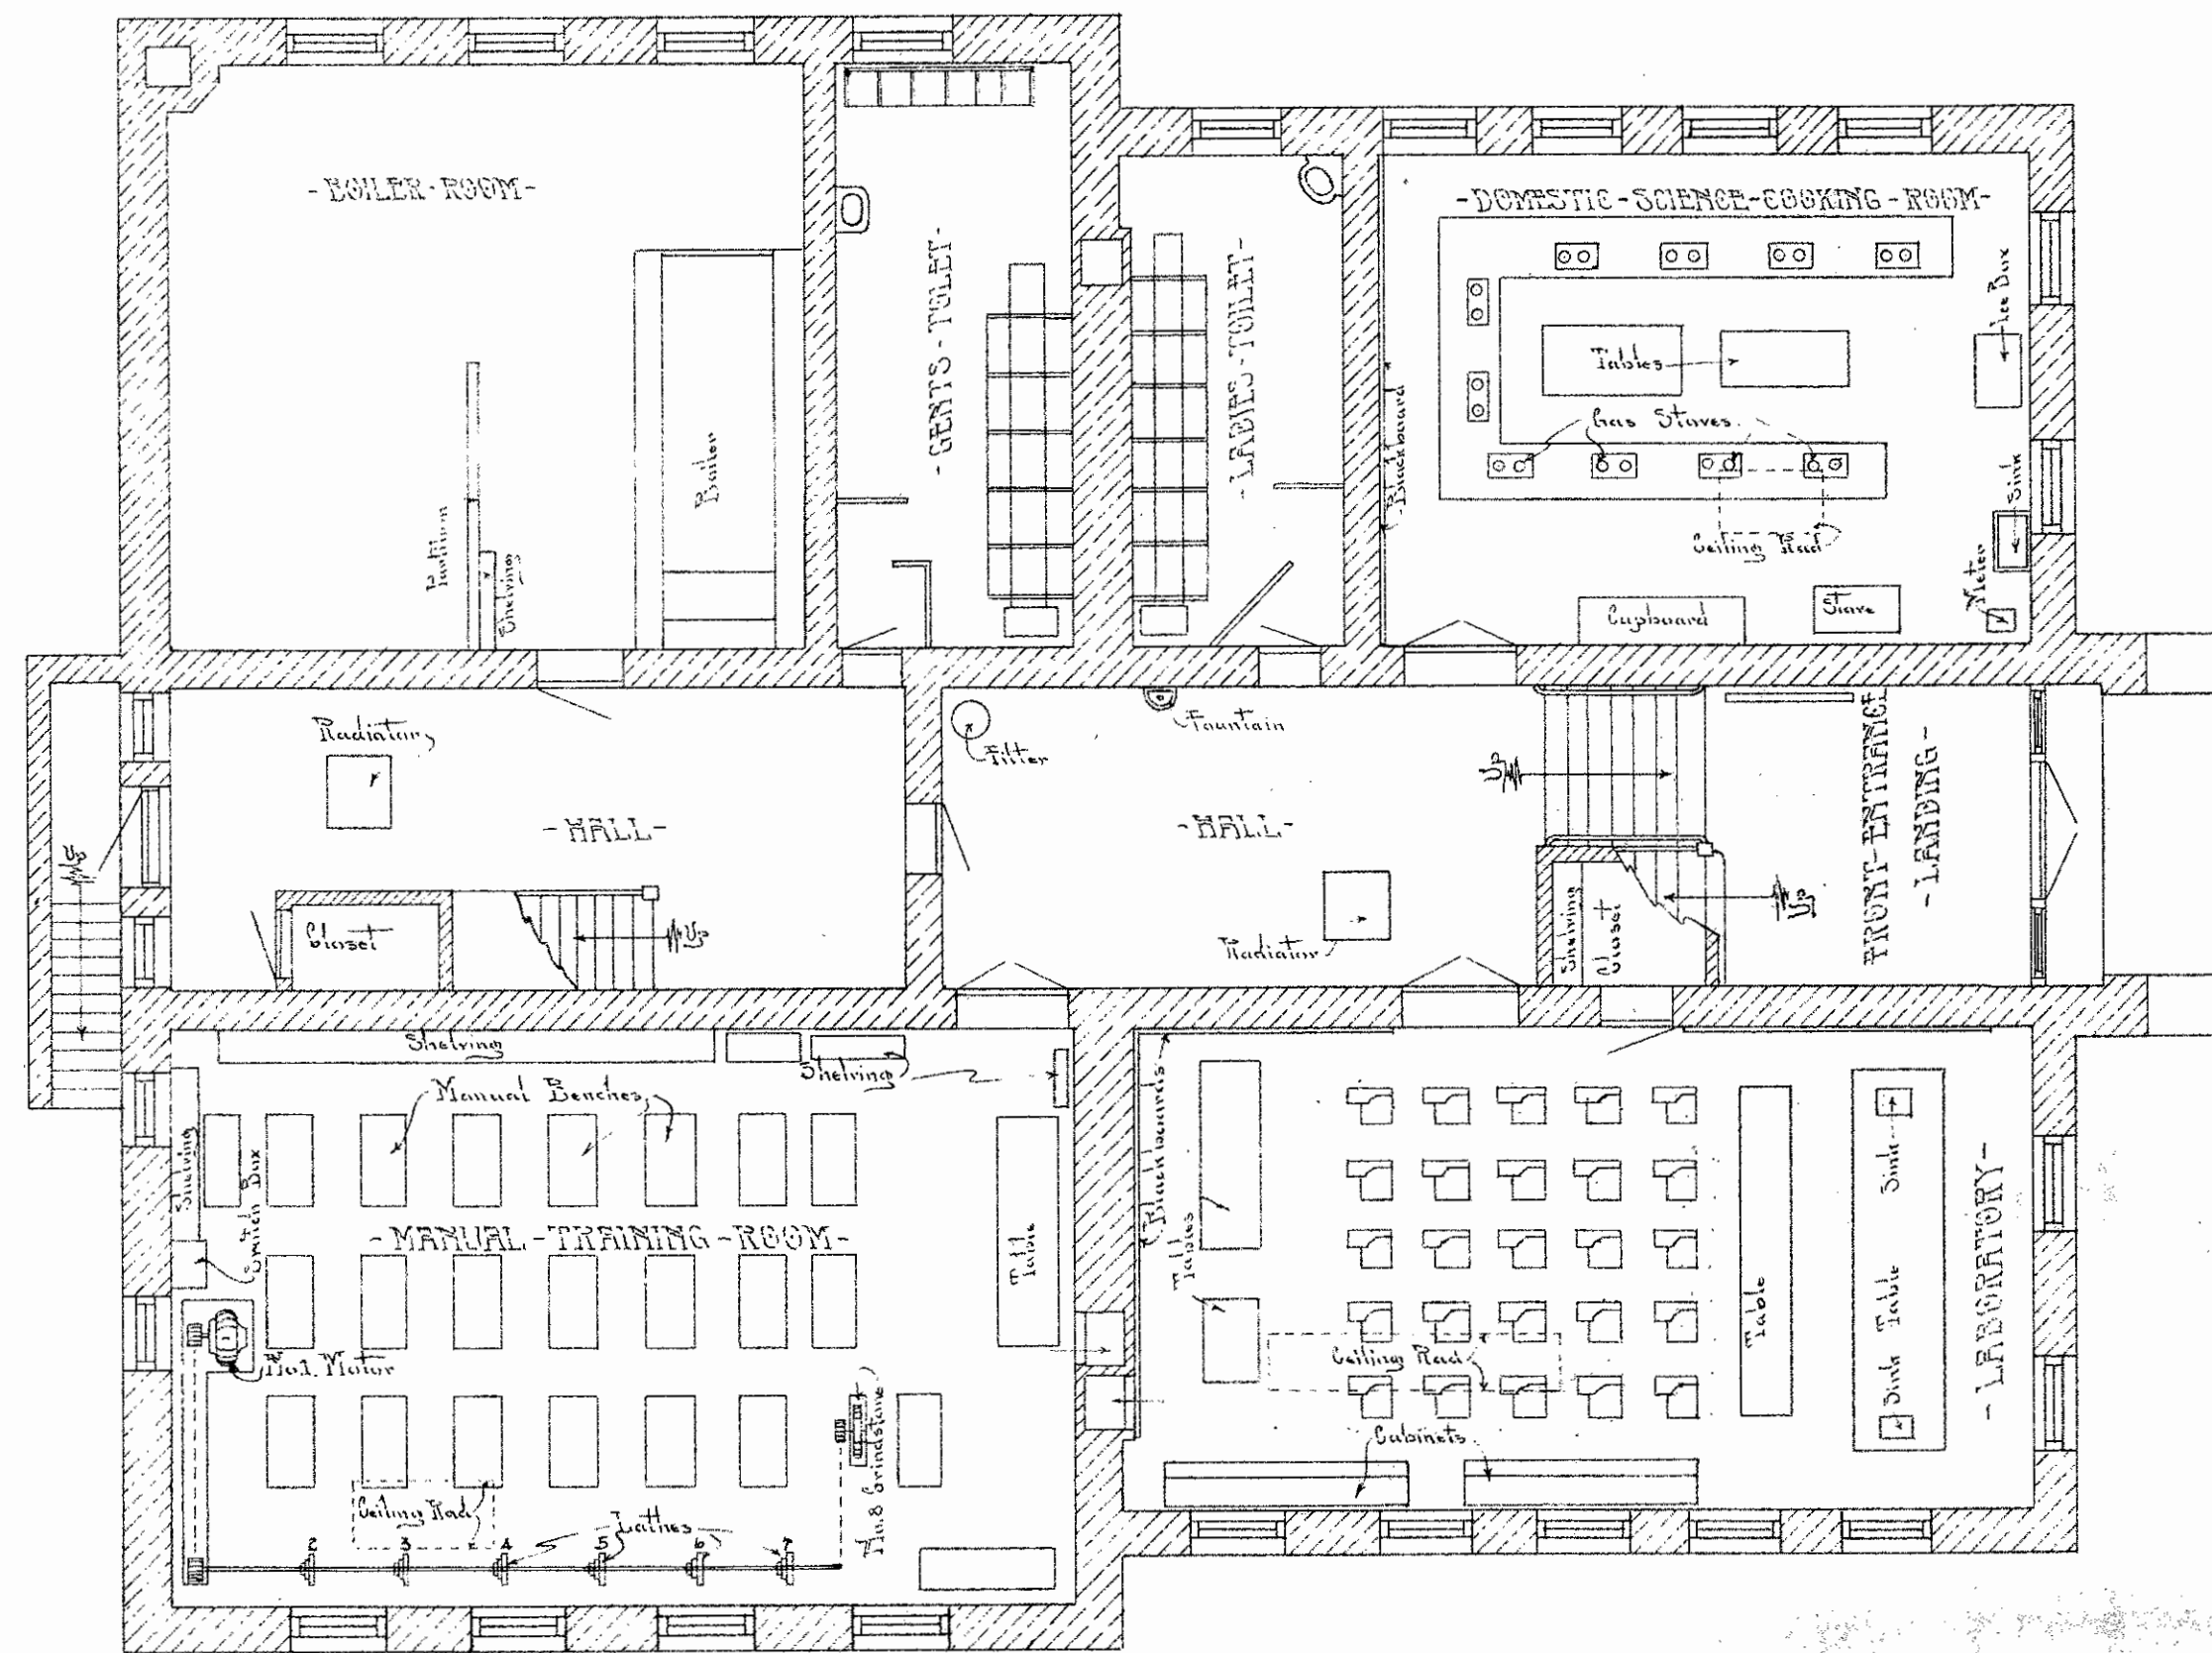 - BOILER - ROOM -
Partition
Shelving
Boiler
- GENTS - TOILET -
- LADIES - TOILET -
- DOMESTIC - SCIENCE - COOKING - ROOM -
Blackboard
Tables
Gas Stoves
Ceiling Rad
Ice Box
Sink
Meter
Cupboard
Stove
Radiator
- HALL -
Closet
Up
Up
Filter
Fountain
- HALL -
Radiator
Up
Up
Shelving
Closet
FRONT - ENTRANCE
- LANDING -
Shelving
Shelving
Manual Benches
Shelving
Switch Box
- MANUAL - TRAINING - ROOM -
Table
No.1. Motor
Ceiling Rad
Lathes
2 3 4 5 6 7
No.8 Grindstone
Blackboards
Tables
Ceiling Rad
Cabinets
Table
Sink
Sink Table
- LABORATORY -